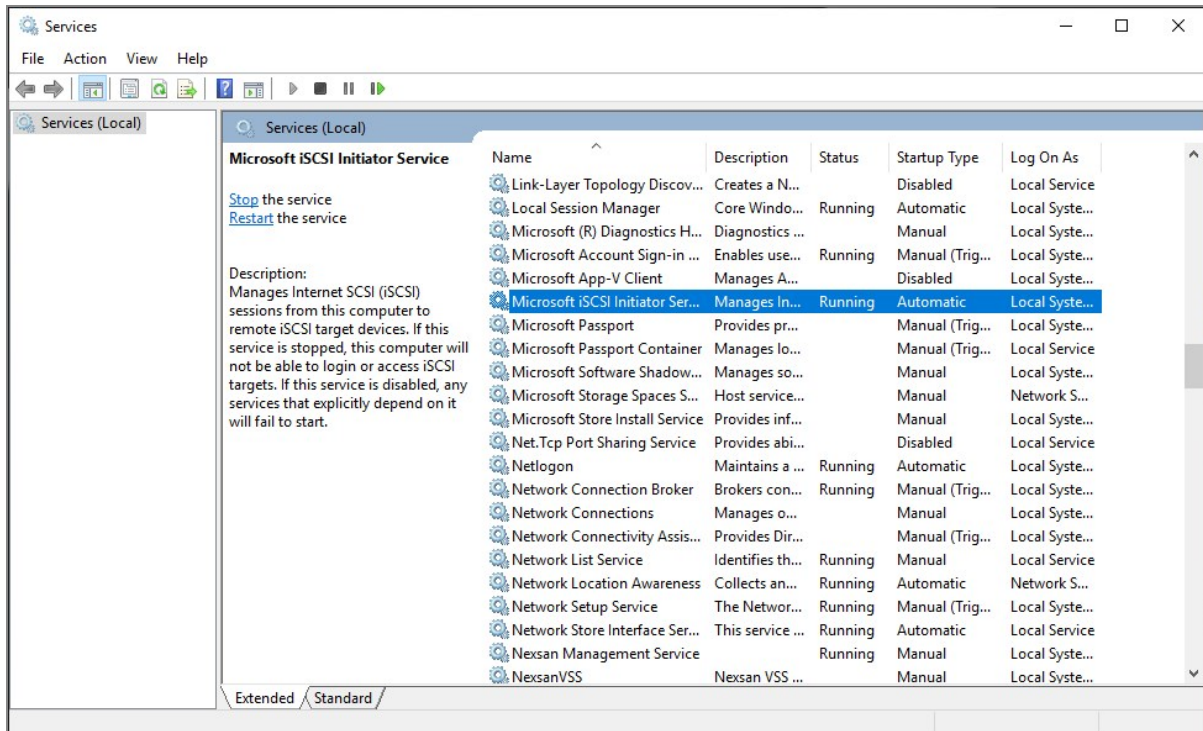 Services
File Action View Help
Services (Local)
Services (Local)
Microsoft iSCSI Initiator Service
Stop the service
Restart the service
Description:
Manages Internet SCSI (iSCSI)
sessions from this computer to
remote iSCSI target devices. If this
service is stopped, this computer will
not be able to login or access iSCSI
targets. If this service is disabled, any
services that explicitly depend on it
will fail to start.
Name Description Status Startup Type Log On As
Link-Layer Topology Discov... Creates a N... Disabled Local Service
Local Session Manager Core Windo... Running Automatic Local Syste...
Microsoft (R) Diagnostics H... Diagnostics ... Manual Local Syste...
Microsoft Account Sign-in ... Enables use... Running Manual (Trig... Local Syste...
Microsoft App-V Client Manages A... Disabled Local Syste...
Microsoft iSCSI Initiator Ser... Manages In... Running Automatic Local Syste...
Microsoft Passport Provides pr... Manual (Trig... Local Syste...
Microsoft Passport Container Manages lo... Manual (Trig... Local Service
Microsoft Software Shadow... Manages so... Manual Local Syste...
Microsoft Storage Spaces S... Host service... Manual Network S...
Microsoft Store Install Service Provides inf... Manual Local Syste...
Net.Tcp Port Sharing Service Provides abi... Disabled Local Service
Netlogon Maintains a ... Running Automatic Local Syste...
Network Connection Broker Brokers con... Running Manual (Trig... Local Syste...
Network Connections Manages o... Manual Local Syste...
Network Connectivity Assis... Provides Dir... Manual (Trig... Local Syste...
Network List Service Identifies th... Running Manual Local Service
Network Location Awareness Collects an... Running Automatic Network S...
Network Setup Service The Networ... Running Manual (Trig... Local Syste...
Network Store Interface Ser... This service ... Running Automatic Local Service
Nexsan Management Service Running Manual Local Syste...
NexsanVSS Nexsan VSS ... Manual Local Syste...
Extended Standard